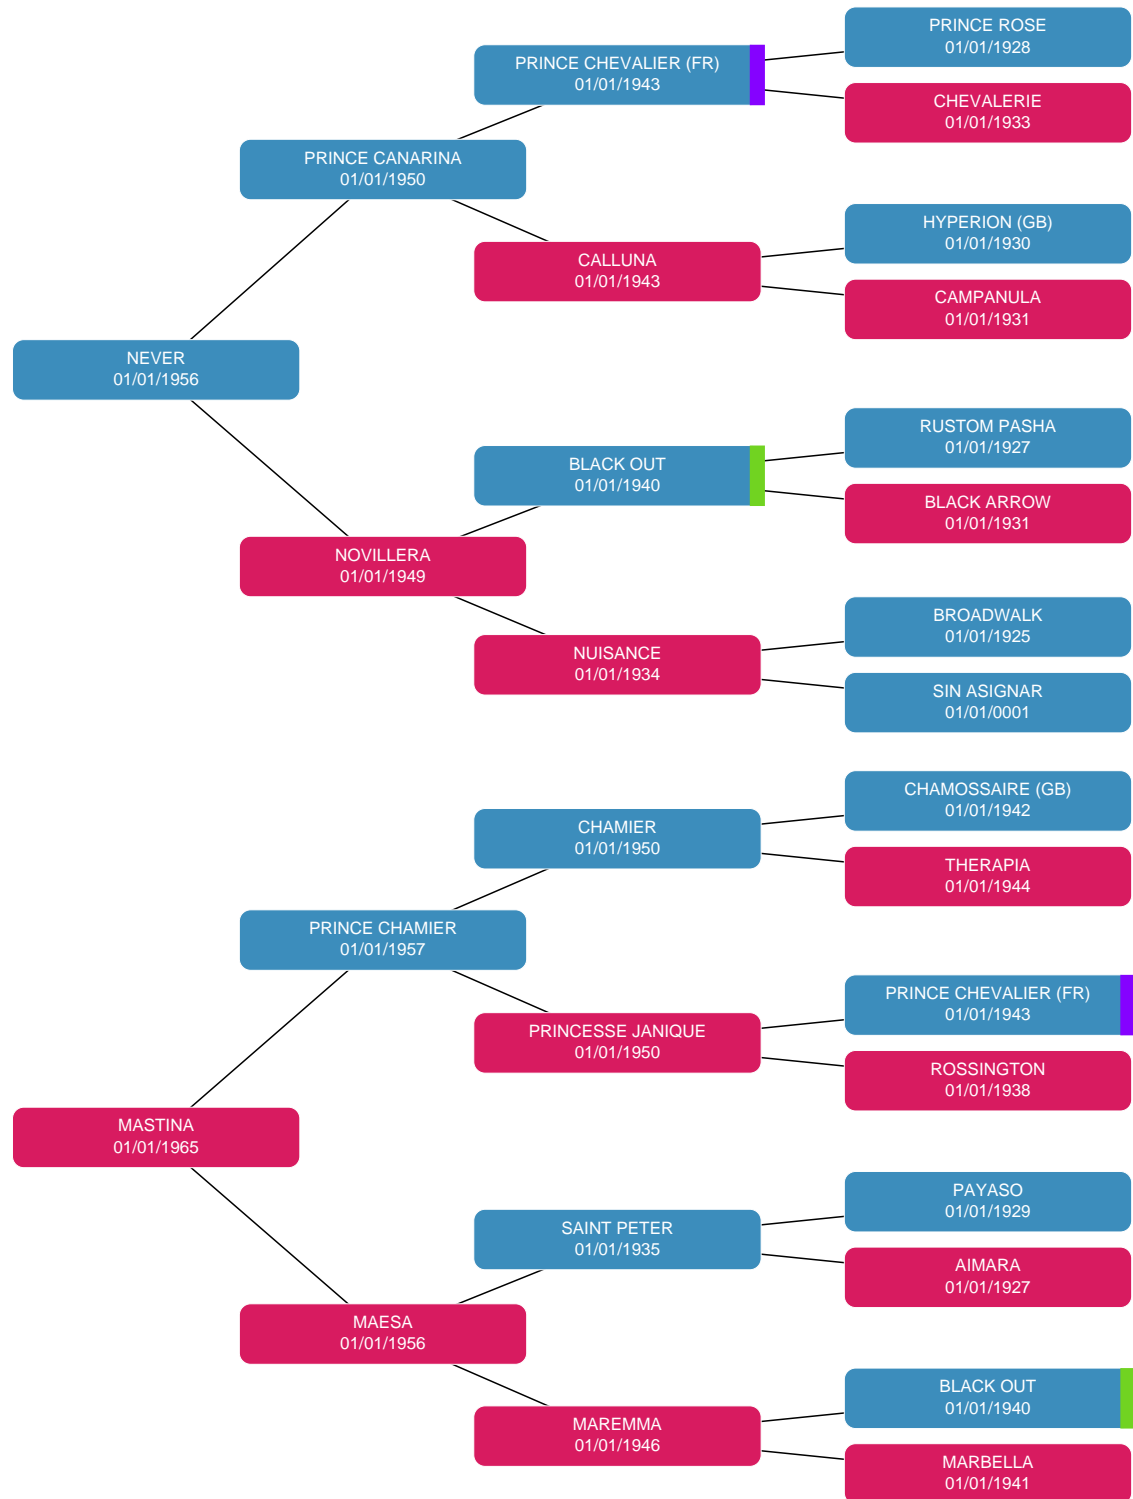 PRINCE ROSE
01/01/1928
PRINCE CHEVALIER (FR)
01/01/1943
CHEVALERIE
01/01/1933
PRINCE CANARINA
01/01/1950
HYPERION (GB)
01/01/1930
CALLUNA
01/01/1943
CAMPANULA
01/01/1931
NEVER
01/01/1956
RUSTOM PASHA
01/01/1927
BLACK OUT
01/01/1940
BLACK ARROW
01/01/1931
NOVILLERA
01/01/1949
BROADWALK
01/01/1925
NUISANCE
01/01/1934
SIN ASIGNAR
01/01/0001
CHAMOSSAIRE (GB)
01/01/1942
CHAMIER
01/01/1950
THERAPIA
01/01/1944
PRINCE CHAMIER
01/01/1957
PRINCE CHEVALIER (FR)
01/01/1943
PRINCESSE JANIQUE
01/01/1950
ROSSINGTON
01/01/1938
MASTINA
01/01/1965
PAYASO
01/01/1929
SAINT PETER
01/01/1935
AIMARA
01/01/1927
MAESA
01/01/1956
BLACK OUT
01/01/1940
MAREMMA
01/01/1946
MARBELLA
01/01/1941